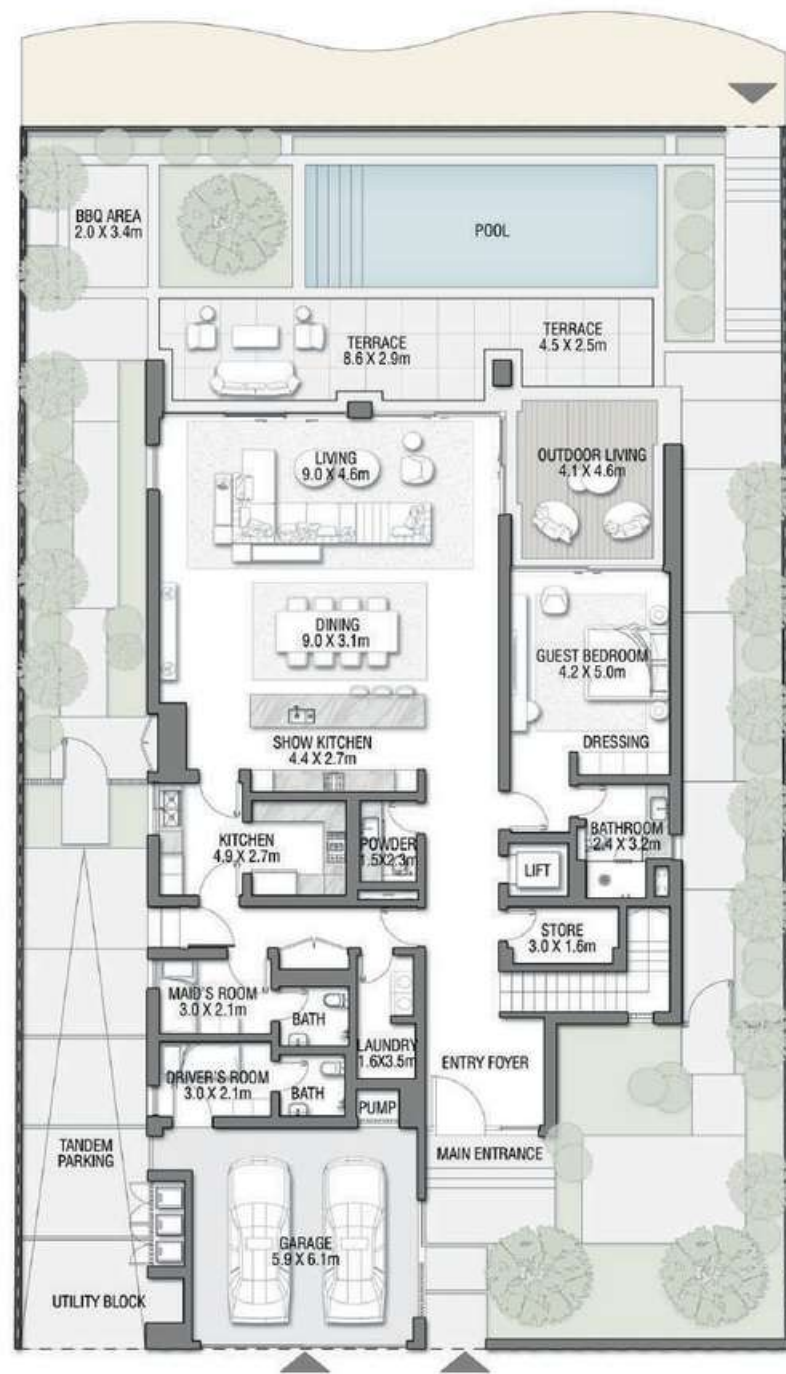 BBQ AREA
2.0 X 3.4m
POOL
TERRACE
8.6 X 2.9m
TERRACE
4.5 X 2.5m
LIVING
9.0 X 4.6m
OUTDOOR LIVING
4.1 X 4.6m
DINING
9.0 X 3.1m
GUEST BEDROOM
4.2 X 5.0m
SHOW KITCHEN
4.4 X 2.7m
DRESSING
KITCHEN
4.9 X 2.7m
POWDER
1.5X2.3m
BATHROOM
2.4 X 3.2m
LIFT
STORE
3.0 X 1.6m
MAID'S ROOM
3.0 X 2.1m
BATH
LAUNDRY
1.6X3.5m
ENTRY FOYER
DRIVER'S ROOM
3.0 X 2.1m
BATH
PUMP
TANDEM
PARKING
MAIN ENTRANCE
GARAGE
5.9 X 6.1m
UTILITY BLOCK